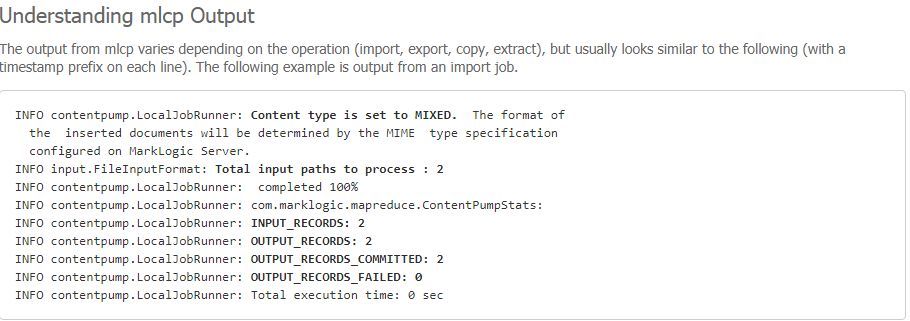 Understanding mlcp Output
The output from mlcp varies depending on the operation (import, export, copy, extract), but usually looks similar to the following (with a
timestamp prefix on each line). The following example is output from an import job.
INFO contentpump.LocalJobRunner: Content type is set to MIXED.  The format of
  the  inserted documents will be determined by the MIME  type specification
  configured on MarkLogic Server.
INFO input.FileInputFormat: Total input paths to process : 2
INFO contentpump.LocalJobRunner:  completed 100%
INFO contentpump.LocalJobRunner: com.marklogic.mapreduce.ContentPumpStats:
INFO contentpump.LocalJobRunner: INPUT_RECORDS: 2
INFO contentpump.LocalJobRunner: OUTPUT_RECORDS: 2
INFO contentpump.LocalJobRunner: OUTPUT_RECORDS_COMMITTED: 2
INFO contentpump.LocalJobRunner: OUTPUT_RECORDS_FAILED: 0
INFO contentpump.LocalJobRunner: Total execution time: 0 sec